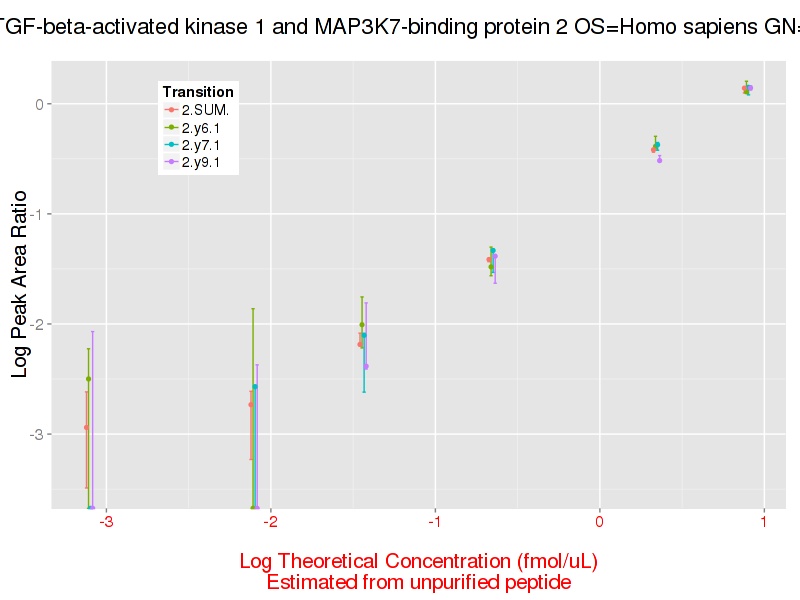 TGF-beta-activated kinase 1 and MAP3K7-binding protein 2 OS=Homo sapiens GN=
Transition
2.SUM.
2.y6.1
2.y7.1
2.y9.1
Log Peak Area Ratio
0
-1
-2
-3
-3 -2 -1 0 1
Log Theoretical Concentration (fmol/uL)
Estimated from unpurified peptide